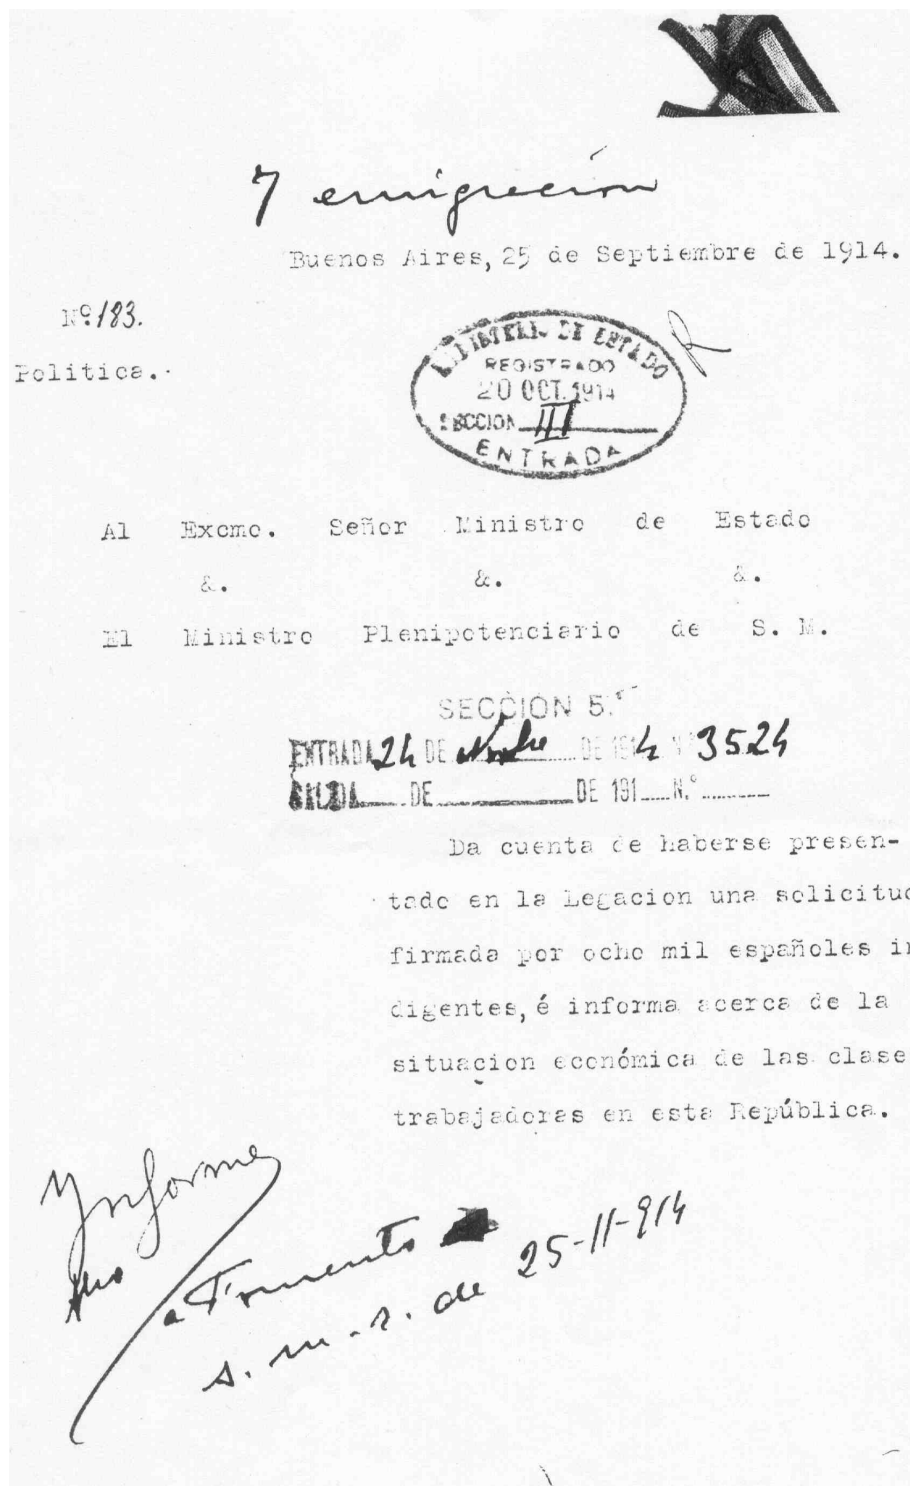 7 emigración
Buenos Aires, 25 de Septiembre de 1914.
Nº.183.
Politica.
MINISTERIO DE ESTADO
REGISTRADO
20 OCT. 1914
SECCION III
ENTRADA
Al Excmo. Señor Ministro de Estado
&. &. &.
El Ministro Plenipotenciario de S. M.
SECCIÓN 5.ª
ENTRADA 24 DE Novbre DE 1914 N.º 3524
SALIDA DE DE 191 N.º
Da cuenta de haberse presen-
tado en la Legacion una solicitud
firmada por ocho mil españoles in
digentes, é informa acerca de la
situacion económica de las clase
trabajadoras en esta República.
Informe
a Fomento
s. m. r. de 25-11-914